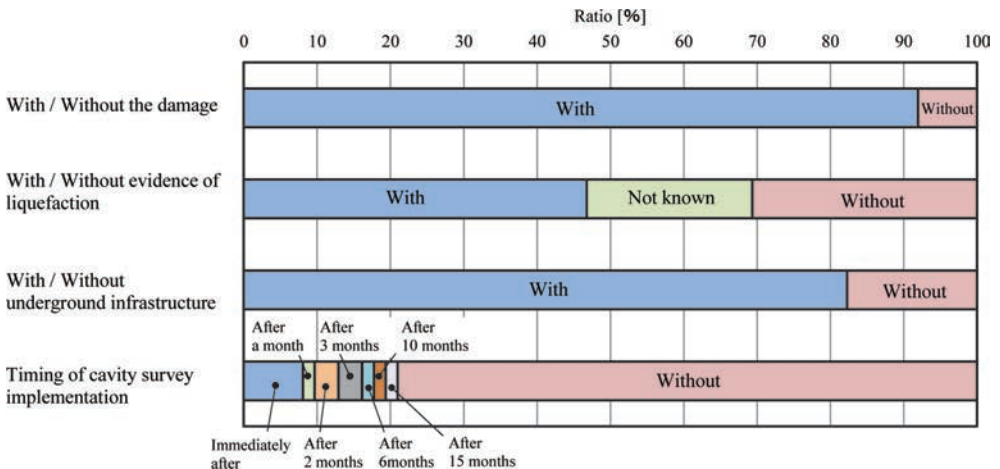 Ratio [%]
0 10 20 30 40 50 60 70 80 90 100
With / Without the damage
With
Without
With / Without evidence of
liquefaction
With
Not known
Without
With / Without
underground infrastructure
With
Without
After
a month
After
3 months
After
10 months
Timing of cavity survey
implementation
Without
Immediately
after
After
2 months
After
6months
After
15 months